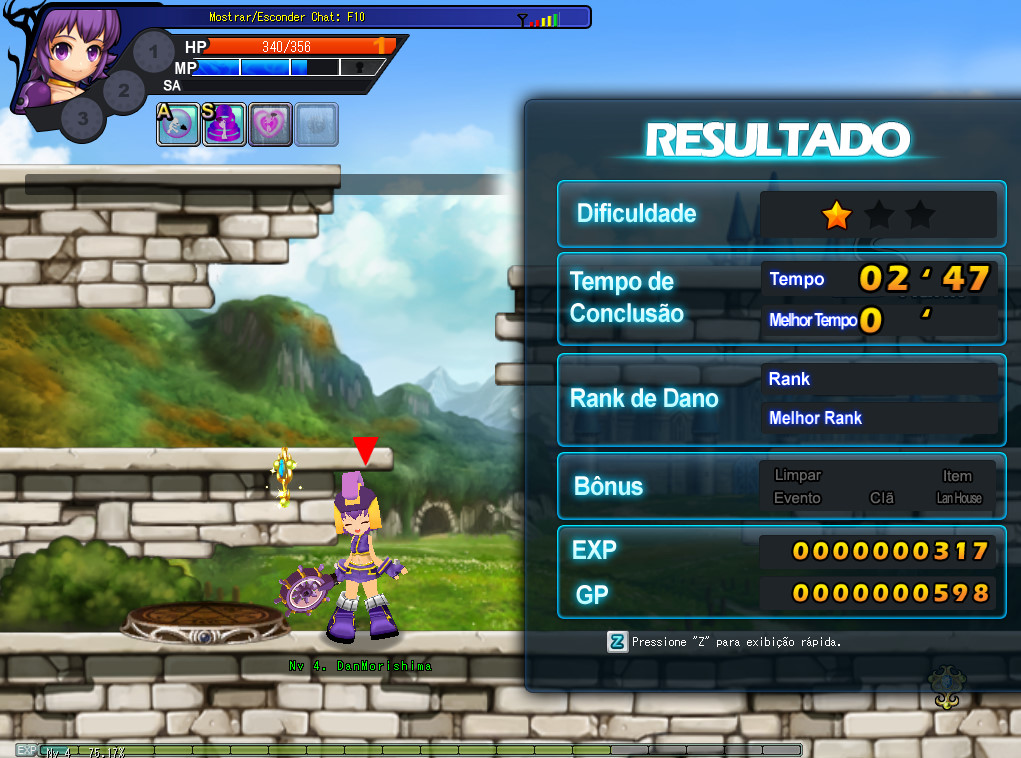 Mostrar/Esconder Chat: F10
1
HP 340/356 1
MP
2
SA
3
A S
RESULTADO
Dificuldade
Tempo de Conclusão
Tempo 02 ' 47
Melhor Tempo 0 '
Rank de Dano
Rank
Melhor Rank
Bônus
Limpar Item
Evento Clã Lan House
EXP 0000000317
GP 0000000598
Z Pressione "Z" para exibição rápida.
Nv 4. DanMorishima
EXP Nv 4 75.17%